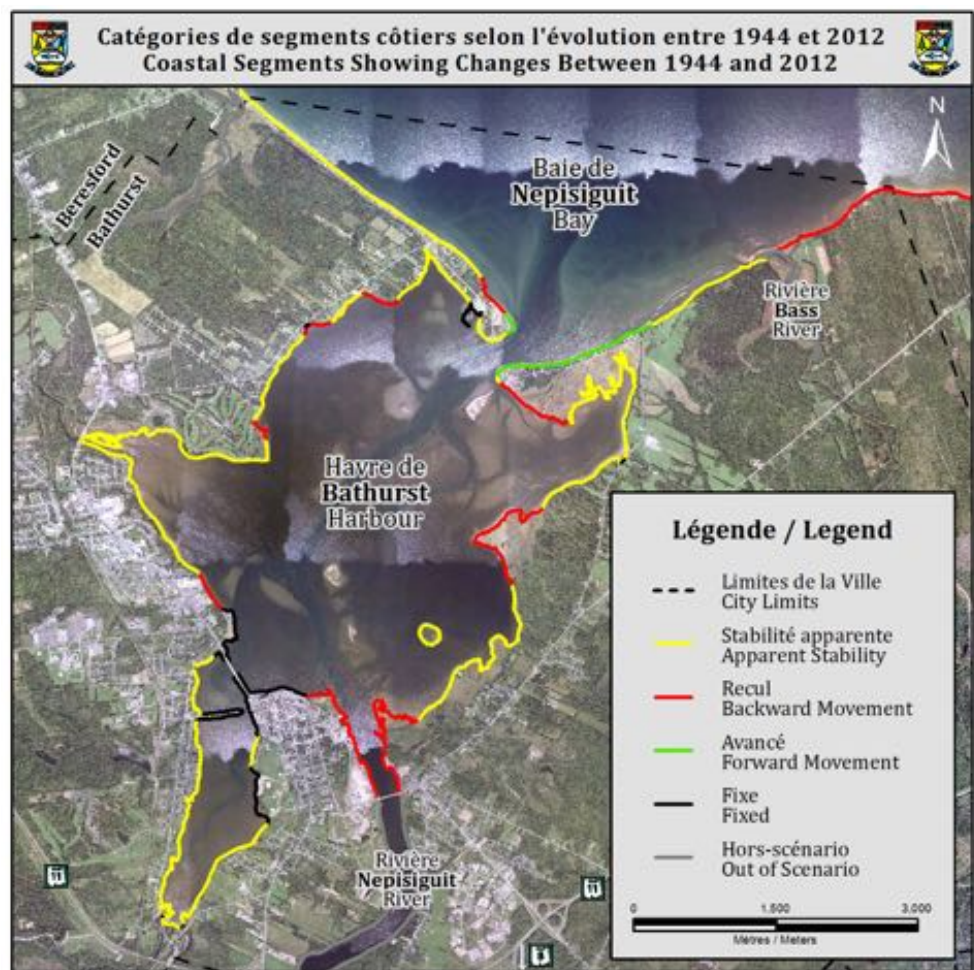 Catégories de segments côtiers selon l'évolution entre 1944 et 2012
Coastal Segments Showing Changes Between 1944 and 2012
N
Beresford
Bathurst
Baie de
Nepisiguit
Bay
Rivière
Bass
River
Havre de
Bathurst
Harbour
Rivière
Nepisiguit
River
11
11
Légende / Legend
Limites de la Ville
City Limits
Stabilité apparente
Apparent Stability
Recul
Backward Movement
Avancé
Forward Movement
Fixe
Fixed
Hors-scénario
Out of Scenario
0 1,500 3,000
Mètres / Meters